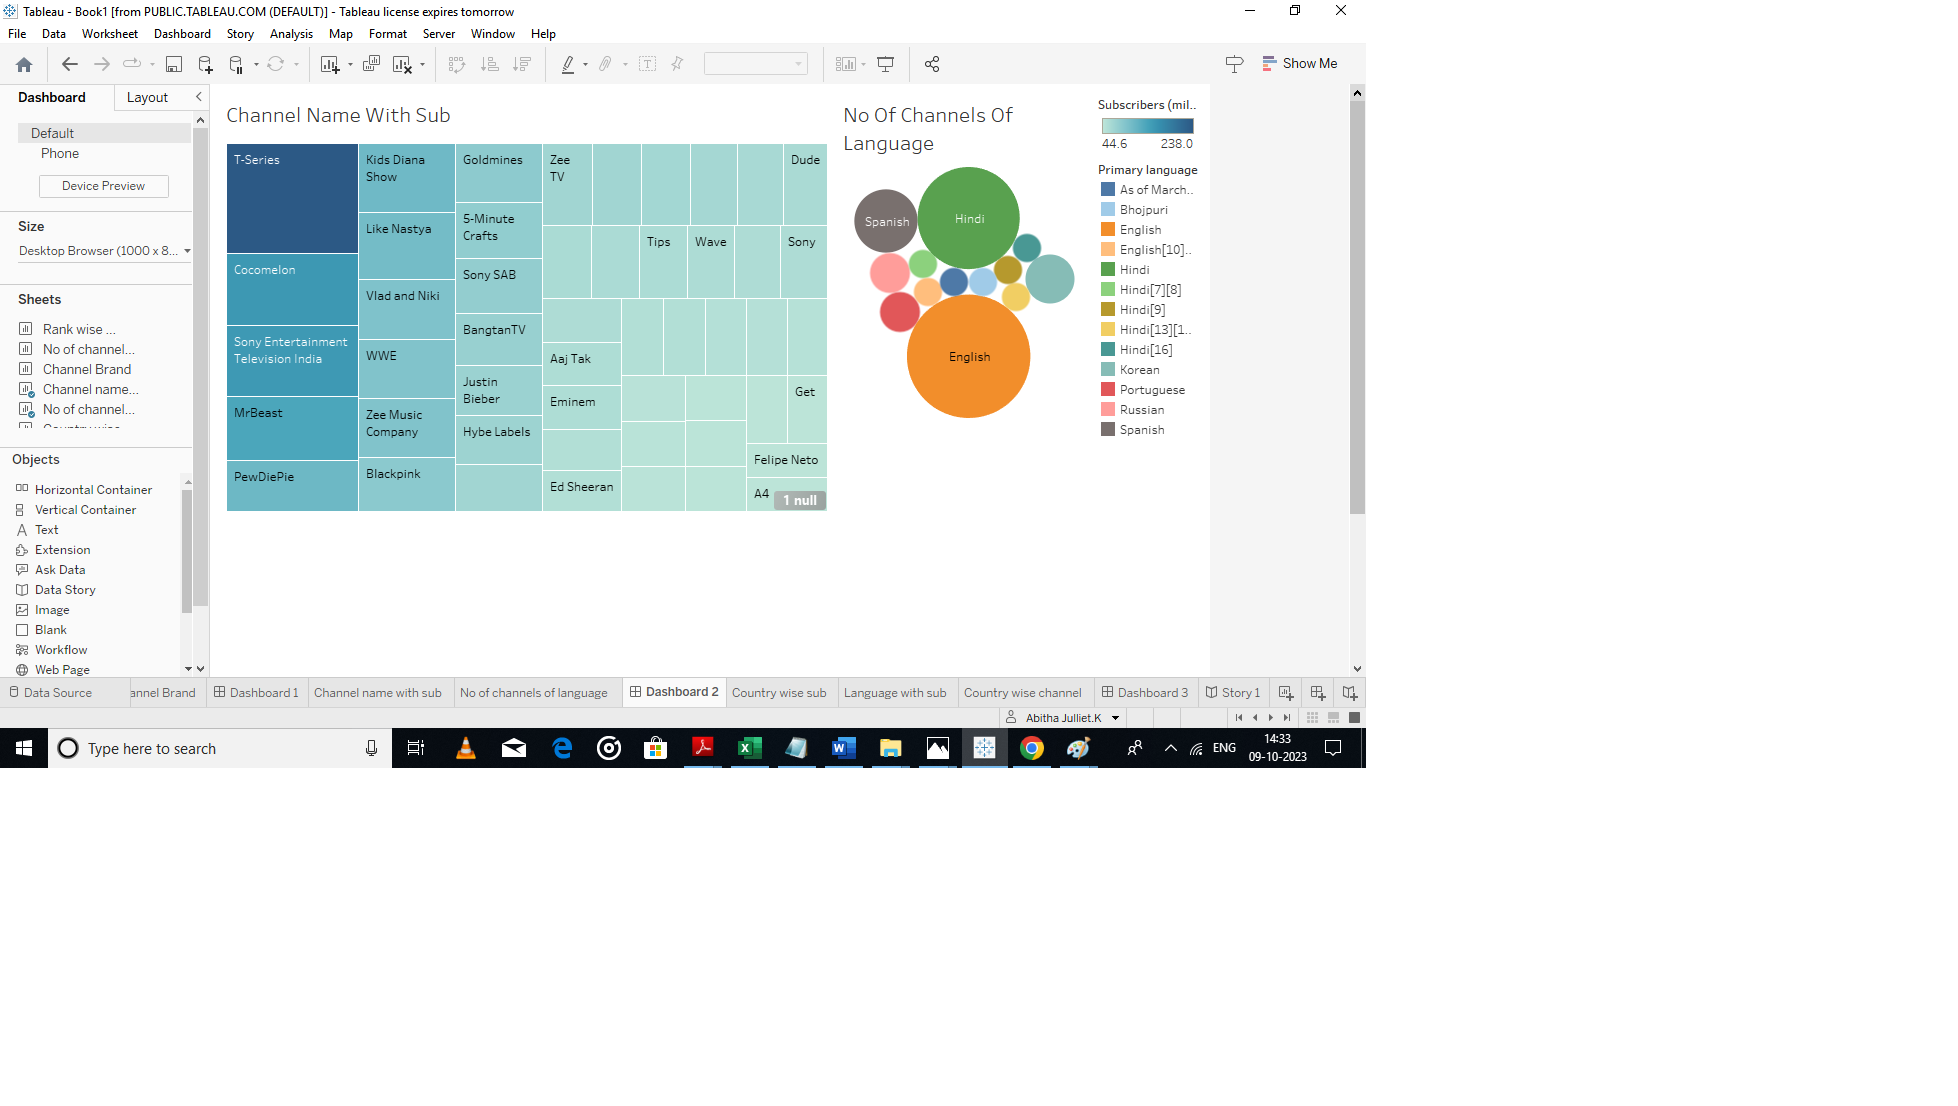 Tableau - Book1 [from PUBLIC.TABLEAU.COM (DEFAULT)] - Tableau license expires tomorrow
File Data Worksheet Dashboard Story Analysis Map Format Server Window Help
Show Me
Dashboard Layout
Default
Phone
Device Preview
Size
Desktop Browser (1000 x 8...
Sheets
Rank wise ...
No of channel...
Channel Brand
Channel name...
No of channel...
Objects
Horizontal Container
Vertical Container
Text
Extension
Ask Data
Data Story
Image
Blank
Workflow
Web Page
Channel Name With Sub
T-Series
Cocomelon
Sony Entertainment
Television India
MrBeast
PewDiePie
Kids Diana
Show
Like Nastya
Vlad and Niki
WWE
Zee Music
Company
Blackpink
Goldmines
5-Minute
Crafts
Sony SAB
BangtanTV
Justin
Bieber
Hybe Labels
Zee
TV
Dude
Tips
Wave
Sony
Aaj Tak
Eminem
Ed Sheeran
Get
Felipe Neto
A4
1 null
No Of Channels Of
Language
Spanish
Hindi
English
Subscribers (mil..
44.6 238.0
Primary language
As of March..
Bhojpuri
English
English[10]..
Hindi
Hindi[7][8]
Hindi[9]
Hindi[13][1..
Hindi[16]
Korean
Portuguese
Russian
Spanish
Data Source annel Brand Dashboard 1 Channel name with sub No of channels of language Dashboard 2 Country wise sub Language with sub Country wise channel Dashboard 3 Story 1
Abitha Julliet.K
Type here to search
ENG
14:33
09-10-2023